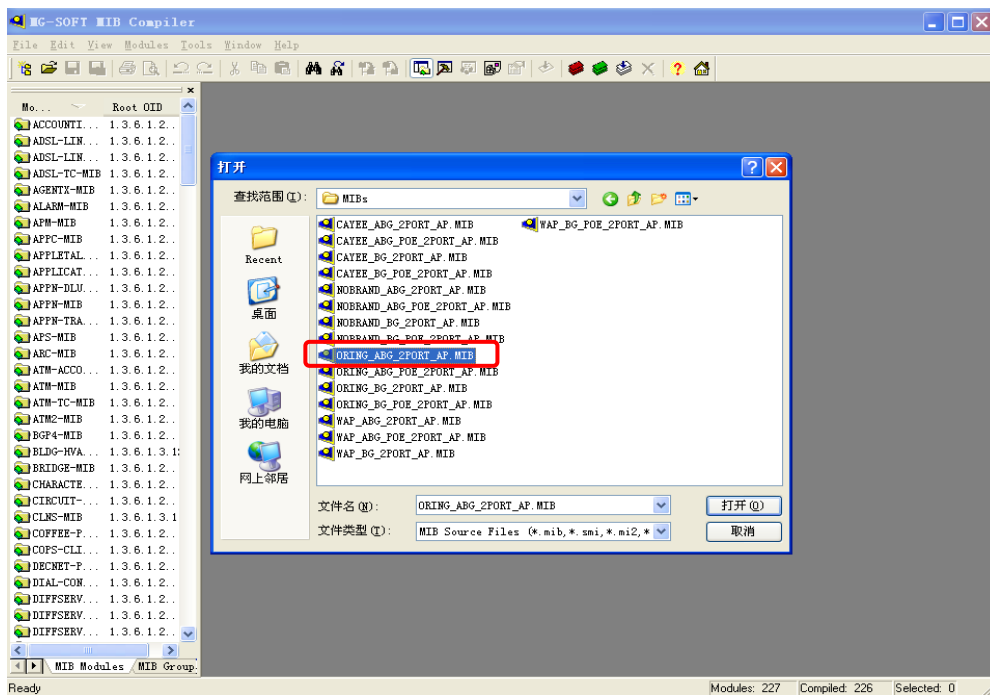 MG-SOFT MIB Compiler
File Edit View Modules Tools Window Help
Mo... Root OID
ACCOUNTI... 1.3.6.1.2..
ADSL-LIN... 1.3.6.1.2..
ADSL-LIN... 1.3.6.1.2..
ADSL-TC-MIB 1.3.6.1.2..
AGENTX-MIB 1.3.6.1.2..
ALARM-MIB 1.3.6.1.2..
APM-MIB 1.3.6.1.2..
APPC-MIB 1.3.6.1.2..
APPLETAL... 1.3.6.1.2..
APPLICAT... 1.3.6.1.2..
APPN-DLU... 1.3.6.1.2..
APPN-MIB 1.3.6.1.2..
APPN-TRA... 1.3.6.1.2..
APS-MIB 1.3.6.1.2..
ARC-MIB 1.3.6.1.2..
ATM-ACCO... 1.3.6.1.2..
ATM-MIB 1.3.6.1.2..
ATM-TC-MIB 1.3.6.1.2..
ATM2-MIB 1.3.6.1.2..
BGP4-MIB 1.3.6.1.2..
BLDG-HVA... 1.3.6.1.3.1
BRIDGE-MIB 1.3.6.1.2..
CHARACTE... 1.3.6.1.2..
CIRCUIT-... 1.3.6.1.2..
CLNS-MIB 1.3.6.1.3.1
COFFEE-P... 1.3.6.1.2..
COPS-CLI... 1.3.6.1.2..
DECNET-P... 1.3.6.1.2..
DIAL-CON... 1.3.6.1.2..
DIFFSERV... 1.3.6.1.2..
DIFFSERV... 1.3.6.1.2..
DIFFSERV... 1.3.6.1.2..
MIB Modules MIB Group
打开
查找范围(I): MIBs
Recent
桌面
我的文档
我的电脑
网上邻居
CAYEE_ABG_2PORT_AP.MIB
CAYEE_ABG_POE_2PORT_AP.MIB
CAYEE_BG_2PORT_AP.MIB
CAYEE_BG_POE_2PORT_AP.MIB
NOBRAND_ABG_2PORT_AP.MIB
NOBRAND_ABG_POE_2PORT_AP.MIB
NOBRAND_BG_2PORT_AP.MIB
NOBRAND_BG_POE_2PORT_AP.MIB
ORING_ABG_2PORT_AP.MIB
ORING_ABG_POE_2PORT_AP.MIB
ORING_BG_2PORT_AP.MIB
ORING_BG_POE_2PORT_AP.MIB
WAP_ABG_2PORT_AP.MIB
WAP_ABG_POE_2PORT_AP.MIB
WAP_BG_2PORT_AP.MIB
WAP_BG_POE_2PORT_AP.MIB
文件名(N): ORING_ABG_2PORT_AP.MIB 打开(O)
文件类型(T): MIB Source Files (*.mib,*.smi,*.mi2,* 取消
Ready Modules: 227 Compiled: 226 Selected: 0